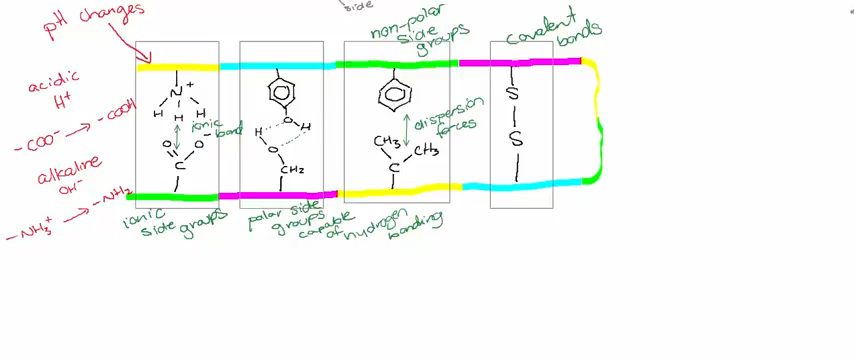 side
pH changes
acidic
H⁺
-COO⁻ → -COOH
alkaline
OH⁻
-NH₃⁺ → -NH₂
N⁺
H H H
ionic
bond
O O⁻
C
ionic
side groups
O
H H
O
CH₂
polar side
groups
capable
of hydrogen
bonding
non-polar
side
groups
dispersion
forces
CH₃
CH₃
C
covalent
bonds
S
S